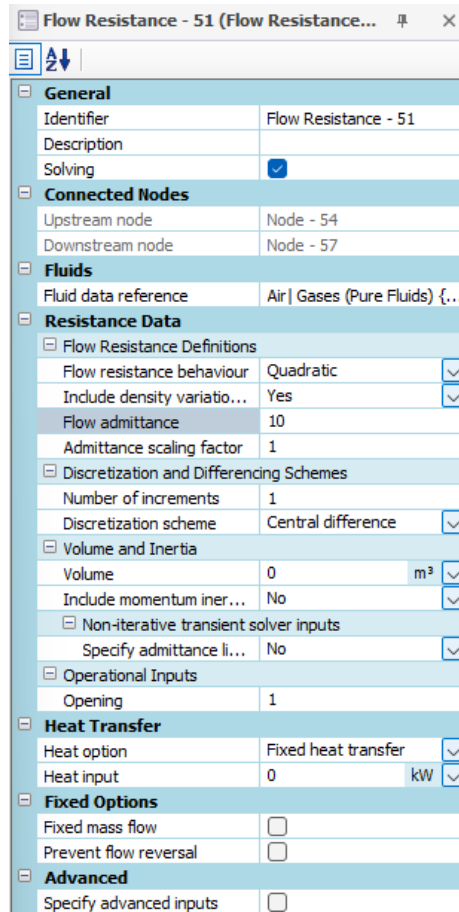 Flow Resistance - 51 (Flow Resistance...
General
Identifier Flow Resistance - 51
Description
Solving
Connected Nodes
Upstream node Node - 54
Downstream node Node - 57
Fluids
Fluid data reference Air| Gases (Pure Fluids) {...
Resistance Data
Flow Resistance Definitions
Flow resistance behaviour Quadratic
Include density variatio... Yes
Flow admittance 10
Admittance scaling factor 1
Discretization and Differencing Schemes
Number of increments 1
Discretization scheme Central difference
Volume and Inertia
Volume 0 m³
Include momentum iner... No
Non-iterative transient solver inputs
Specify admittance li... No
Operational Inputs
Opening 1
Heat Transfer
Heat option Fixed heat transfer
Heat input 0 kW
Fixed Options
Fixed mass flow
Prevent flow reversal
Advanced
Specify advanced inputs